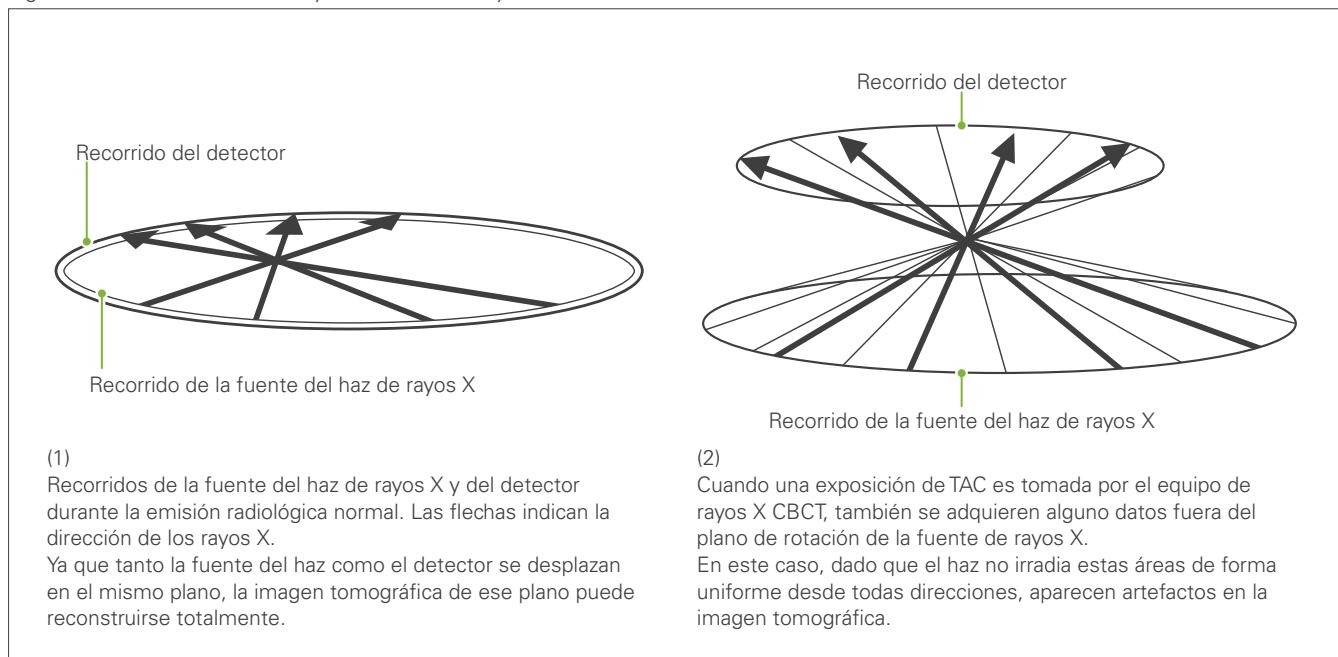 Recorrido del detector
Recorrido de la fuente del haz de rayos X
(1)
Recorridos de la fuente del haz de rayos X y del detector
durante la emisión radiológica normal. Las flechas indican la
dirección de los rayos X.
Ya que tanto la fuente del haz como el detector se desplazan
en el mismo plano, la imagen tomográfica de ese plano puede
reconstruirse totalmente.
Recorrido del detector
Recorrido de la fuente del haz de rayos X
(2)
Cuando una exposición de TAC es tomada por el equipo de
rayos X CBCT, también se adquieren alguno datos fuera del
plano de rotación de la fuente de rayos X.
En este caso, dado que el haz no irradia estas áreas de forma
uniforme desde todas direcciones, aparecen artefactos en la
imagen tomográfica.